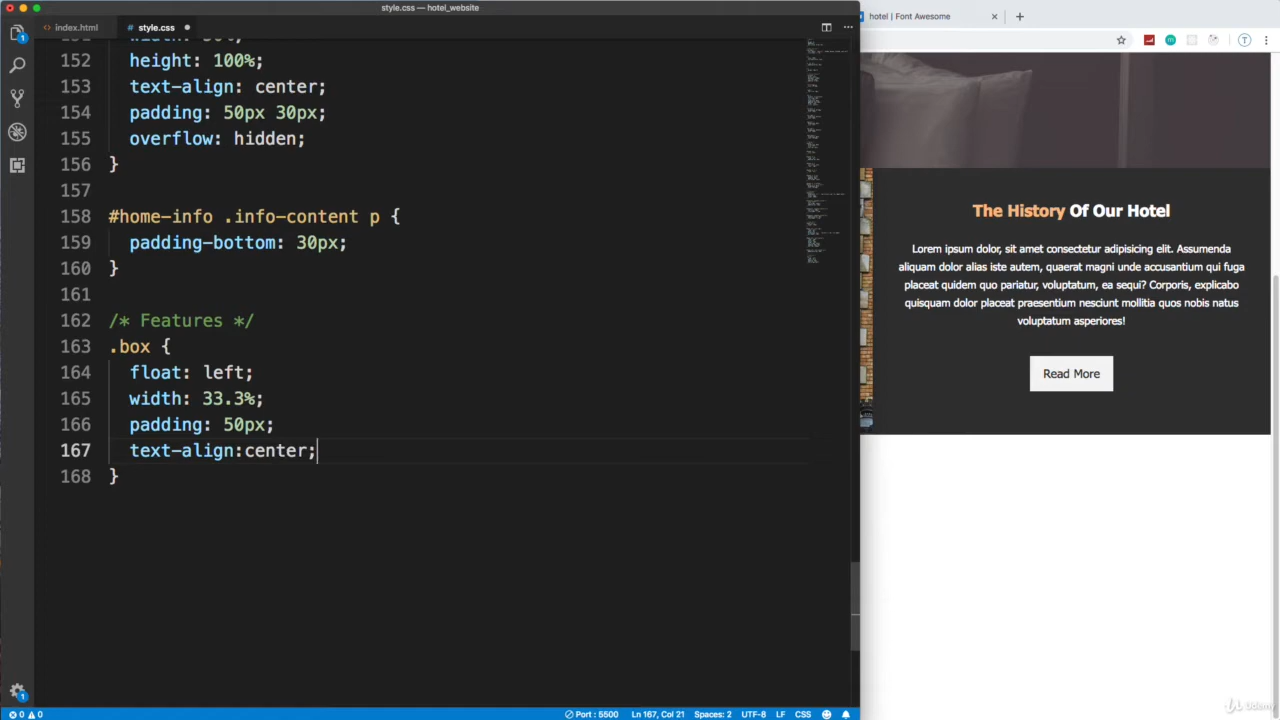 style.css — hotel_website
index.html
style.css
hotel | Font Awesome
152 height: 100%;
153 text-align: center;
154 padding: 50px 30px;
155 overflow: hidden;
156 }
157
158 #home-info .info-content p {
159 padding-bottom: 30px;
160 }
161
162 /* Features */
163 .box {
164 float: left;
165 width: 33.3%;
166 padding: 50px;
167 text-align:center;
168 }
The History Of Our Hotel
Lorem ipsum dolor, sit amet consectetur adipisicing elit. Assumenda
aliquam dolor alias iste autem, quaerat magni unde accusantium qui fuga
placeat quidem quo pariatur, voluptatum, ea sequi? Corporis, explicabo
quisquam dolor placeat praesentium nesciunt mollitia quos nobis natus
voluptatum asperiores!
Read More
0 0 Port : 5500 Ln 167, Col 21 Spaces: 2 UTF-8 LF CSS
Udemy